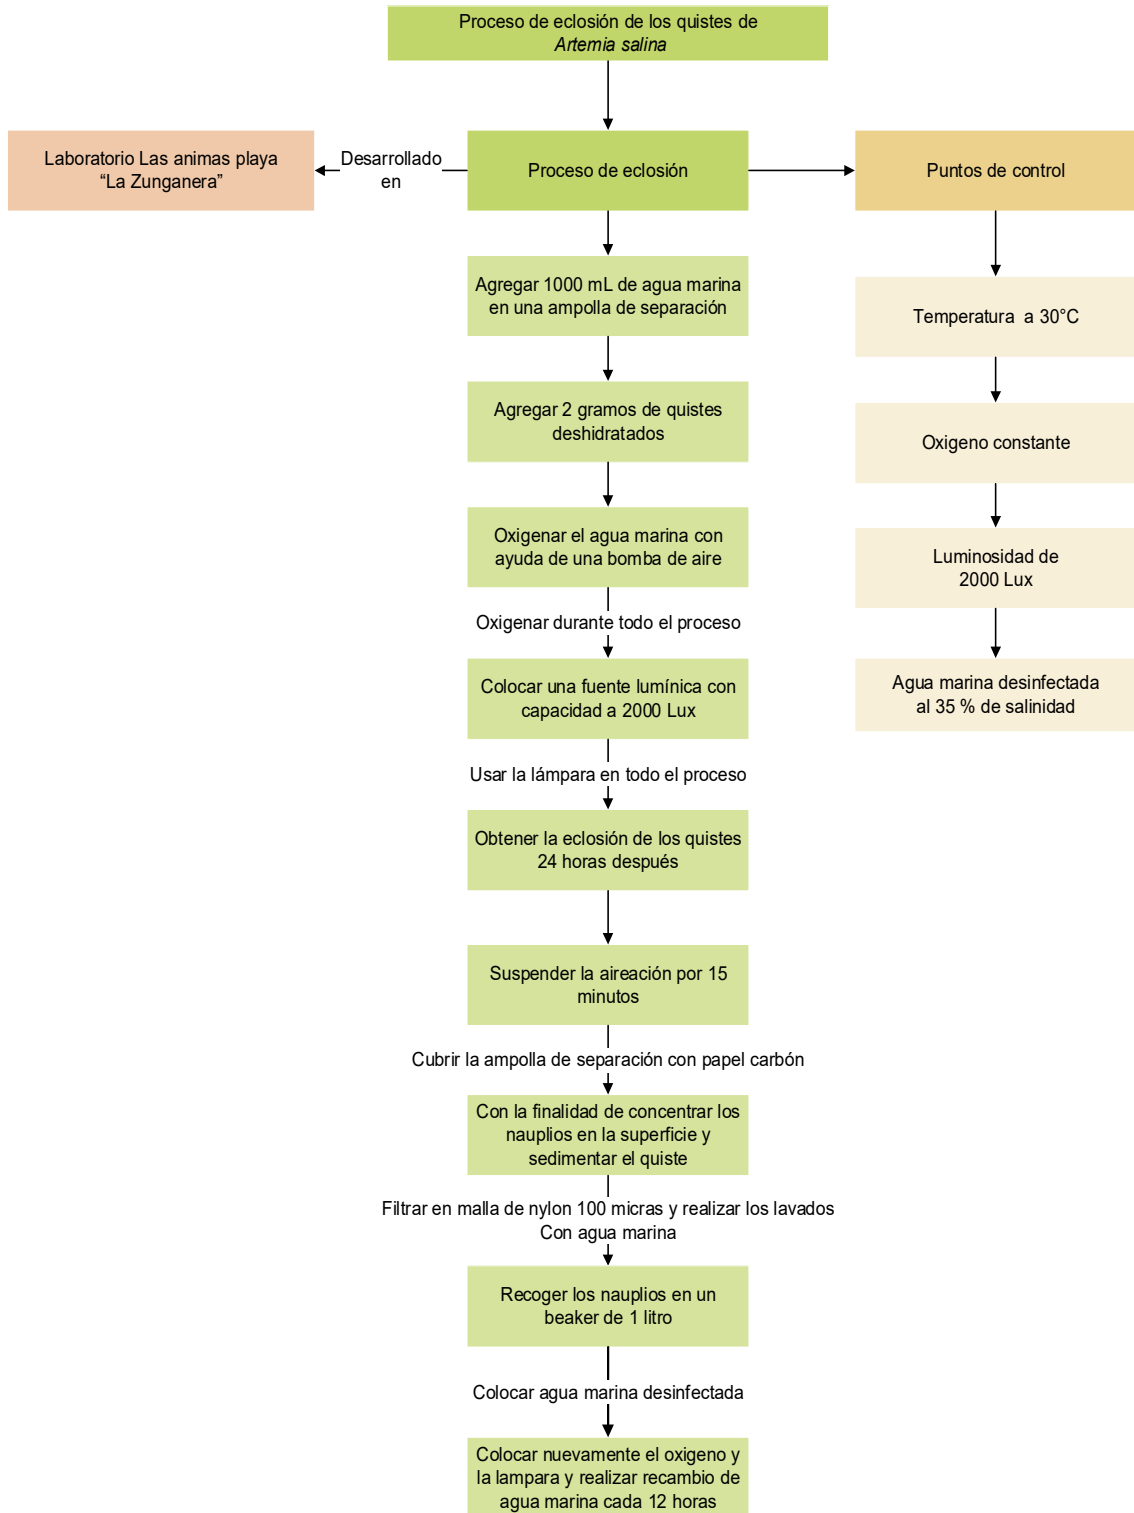 Proceso de eclosión de los quistes de
Artemia salina
Laboratorio Las animas playa
“La Zunganera”
Desarrollado
en
Proceso de eclosión
Puntos de control
Agregar 1000 mL de agua marina
en una ampolla de separación
Temperatura a 30°C
Agregar 2 gramos de quistes
deshidratados
Oxigeno constante
Oxigenar el agua marina con
ayuda de una bomba de aire
Luminosidad de
2000 Lux
Oxigenar durante todo el proceso
Colocar una fuente lumínica con
capacidad a 2000 Lux
Agua marina desinfectada
al 35 % de salinidad
Usar la lámpara en todo el proceso
Obtener la eclosión de los quistes
24 horas después
Suspender la aireación por 15
minutos
Cubrir la ampolla de separación con papel carbón
Con la finalidad de concentrar los
nauplios en la superficie y
sedimentar el quiste
Filtrar en malla de nylon 100 micras y realizar los lavados
Con agua marina
Recoger los nauplios en un
beaker de 1 litro
Colocar agua marina desinfectada
Colocar nuevamente el oxigeno y
la lampara y realizar recambio de
agua marina cada 12 horas